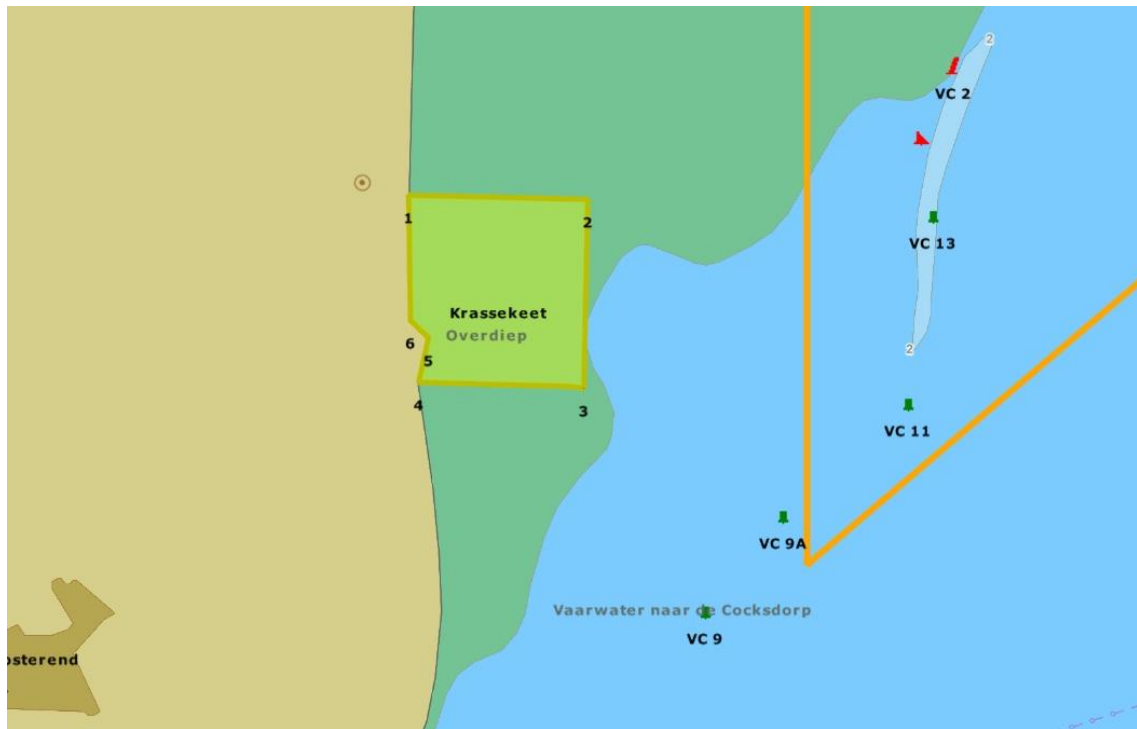 2
VC 2
1
2
VC 13
Krassekeet
Overdiep
6
2
5
4
3
VC 11
VC 9A
Vaarwater naar de Cocksdorp
VC 9
osterend